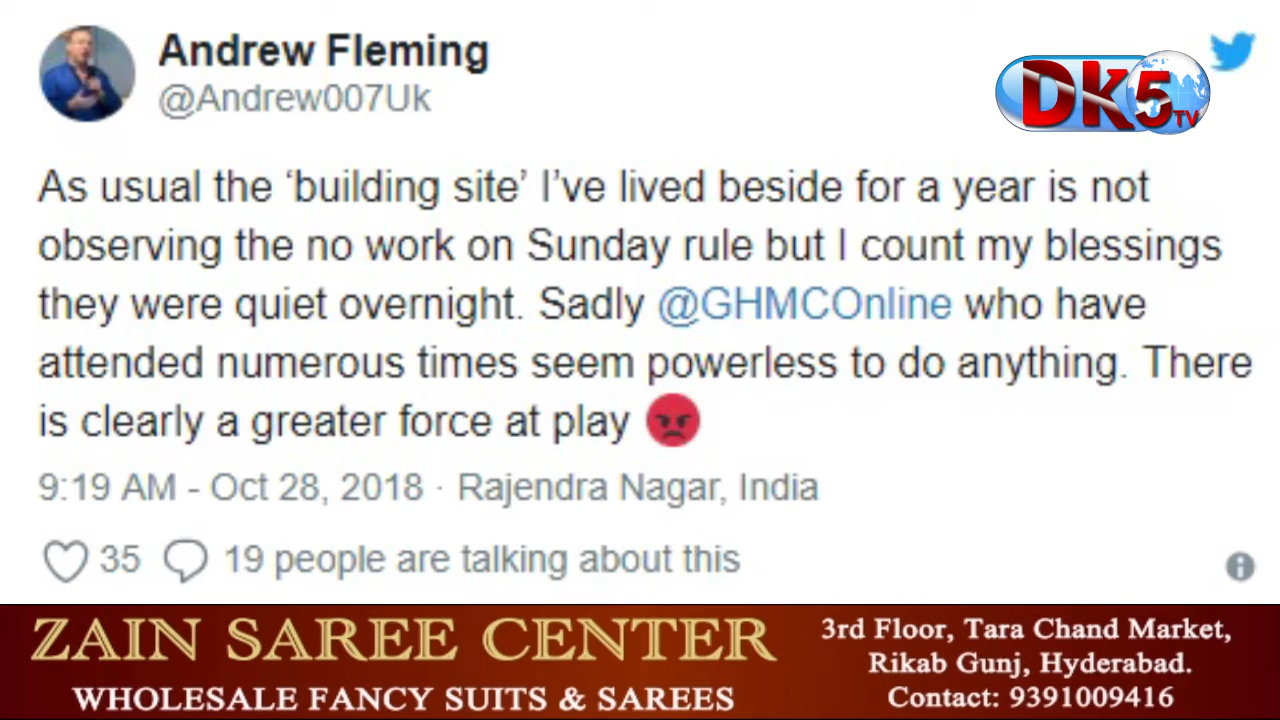 Andrew Fleming
@Andrew007Uk
DK5 TV
As usual the ‘building site’ I’ve lived beside for a year is not
observing the no work on Sunday rule but I count my blessings
they were quiet overnight. Sadly @GHMCOnline who have
attended numerous times seem powerless to do anything. There
is clearly a greater force at play 😡
9:19 AM - Oct 28, 2018 · Rajendra Nagar, India
35 19 people are talking about this
ZAIN SAREE CENTER
WHOLESALE FANCY SUITS & SAREES
3rd Floor, Tara Chand Market,
Rikab Gunj, Hyderabad.
Contact: 9391009416